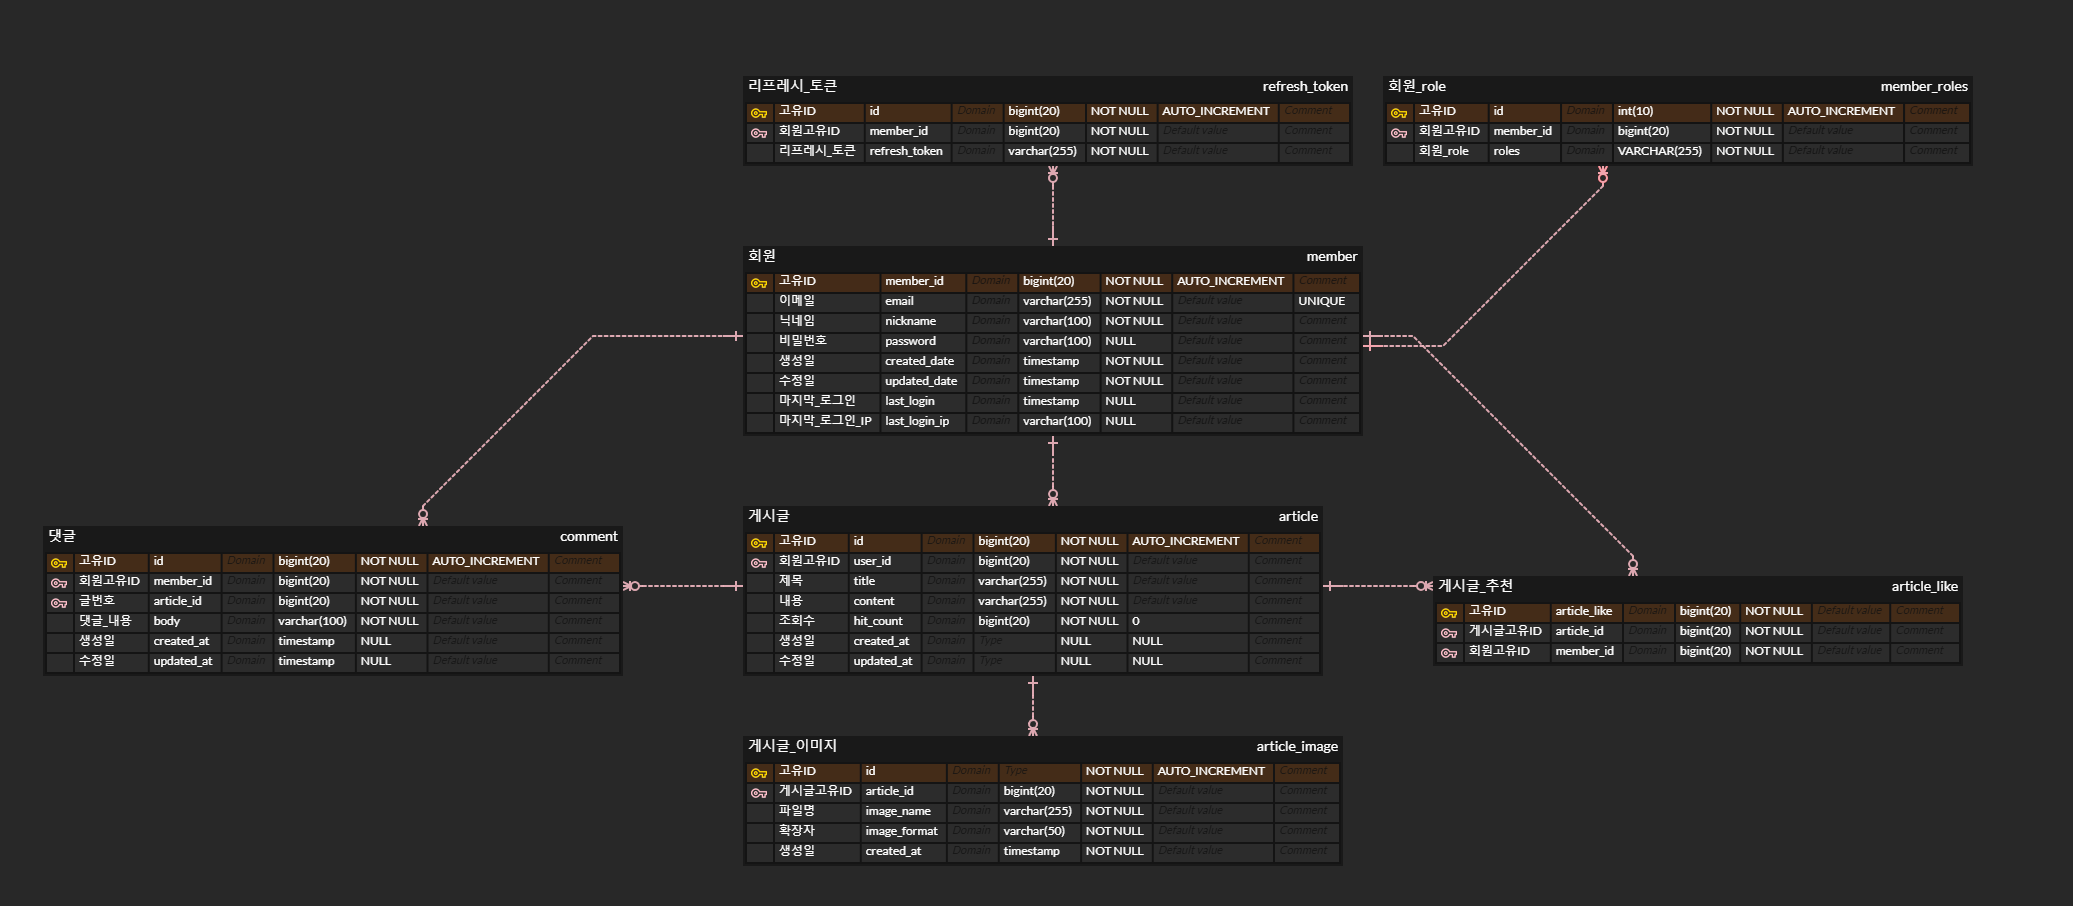 리프레시_토큰 refresh_token
고유ID id Domain bigint(20) NOT NULL AUTO_INCREMENT Comment
회원고유ID member_id Domain bigint(20) NOT NULL Default value Comment
리프레시_토큰 refresh_token Domain varchar(255) NOT NULL Default value Comment
회원_role member_roles
고유ID id Domain int(10) NOT NULL AUTO_INCREMENT Comment
회원고유ID member_id Domain bigint(20) NOT NULL Default value Comment
회원_role roles Domain VARCHAR(255) NOT NULL Default value Comment
회원 member
고유ID member_id Domain bigint(20) NOT NULL AUTO_INCREMENT Comment
이메일 email Domain varchar(255) NOT NULL Default value UNIQUE
닉네임 nickname Domain varchar(100) NOT NULL Default value Comment
비밀번호 password Domain varchar(100) NULL Default value Comment
생성일 created_date Domain timestamp NOT NULL Default value Comment
수정일 updated_date Domain timestamp NOT NULL Default value Comment
마지막_로그인 last_login Domain timestamp NULL Default value Comment
마지막_로그인_IP last_login_ip Domain varchar(100) NULL Default value Comment
댓글 comment
고유ID id Domain bigint(20) NOT NULL AUTO_INCREMENT Comment
회원고유ID member_id Domain bigint(20) NOT NULL Default value Comment
글번호 article_id Domain bigint(20) NOT NULL Default value Comment
댓글_내용 body Domain varchar(100) NOT NULL Default value Comment
생성일 created_at Domain timestamp NULL Default value Comment
수정일 updated_at Domain timestamp NULL Default value Comment
게시글 article
고유ID id Domain bigint(20) NOT NULL AUTO_INCREMENT Comment
회원고유ID user_id Domain bigint(20) NOT NULL Default value Comment
제목 title Domain varchar(255) NOT NULL Default value Comment
내용 content Domain varchar(255) NOT NULL Default value Comment
조회수 hit_count Domain bigint(20) NOT NULL 0 Comment
생성일 created_at Domain Type NULL NULL Comment
수정일 updated_at Domain Type NULL NULL Comment
게시글_추천 article_like
고유ID article_like Domain bigint(20) NOT NULL Default value Comment
게시글고유ID article_id Domain bigint(20) NOT NULL Default value Comment
회원고유ID member_id Domain bigint(20) NOT NULL Default value Comment
게시글_이미지 article_image
고유ID id Domain Type NOT NULL AUTO_INCREMENT Comment
게시글고유ID article_id Domain bigint(20) NOT NULL Default value Comment
파일명 image_name Domain varchar(255) NOT NULL Default value Comment
확장자 image_format Domain varchar(50) NOT NULL Default value Comment
생성일 created_at Domain timestamp NOT NULL Default value Comment